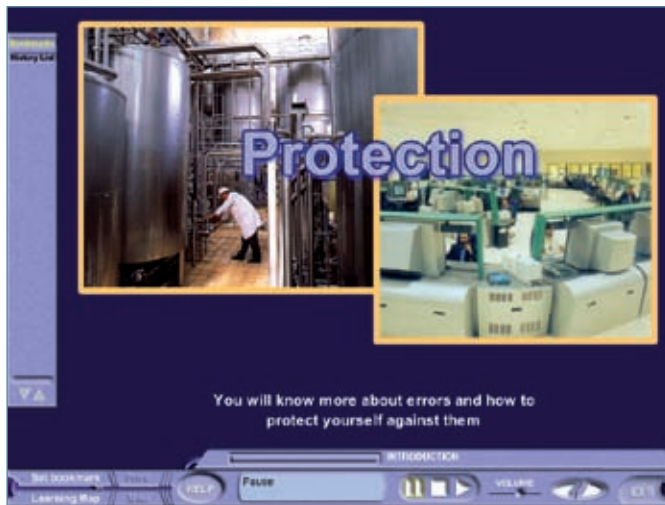 Bookmarks
History List
Protection
You will know more about errors and how to
protect yourself against them
INTRODUCTION
Set bookmark
Learning Map
HELP
Pause
VOLUME
EXIT